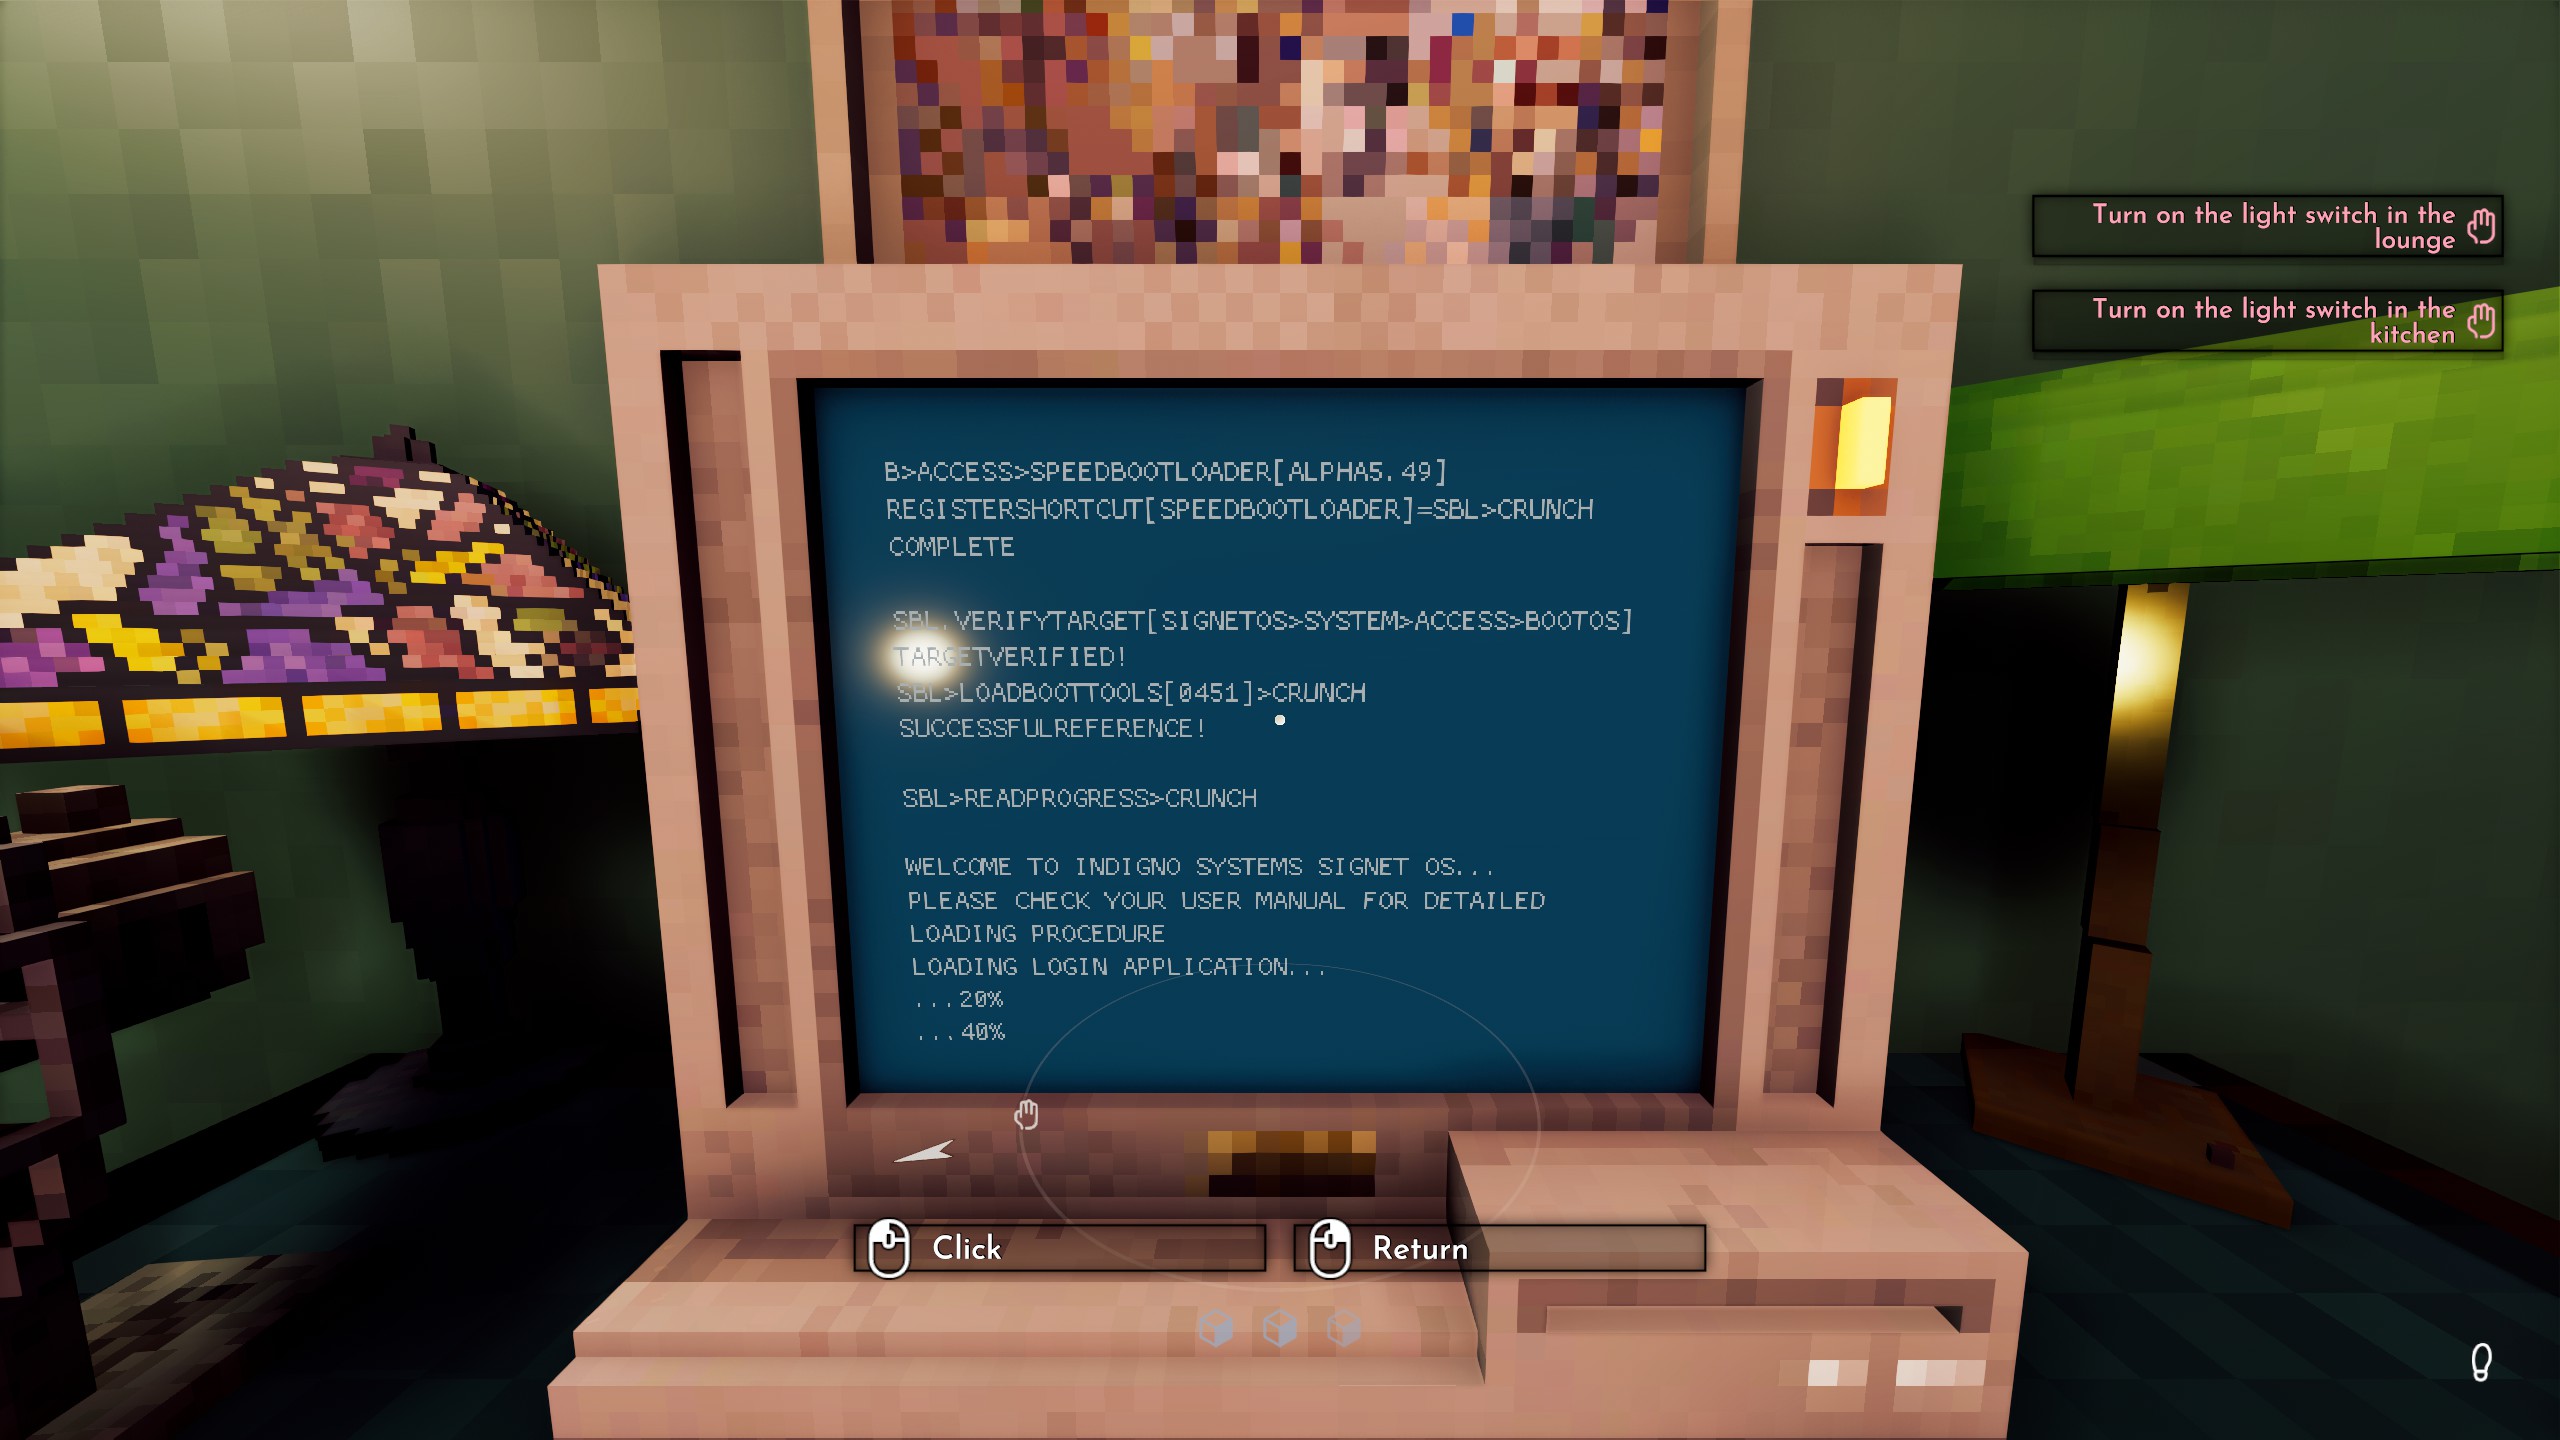 Turn on the light switch in the
lounge
Turn on the light switch in the
kitchen
B>ACCESS>SPEEDBOOTLOADER[ALPHA5.49]
REGISTERSHORTCUT[SPEEDBOOTLOADER]=SBL>CRUNCH
COMPLETE
SBL.VERIFYTARGET[SIGNETOS>SYSTEM>ACCESS>BOOTOS]
TARGETVERIFIED!
SBL>LOADBOOTTOOLS[0451]>CRUNCH
SUCCESSFULREFERENCE!
SBL>READPROGRESS>CRUNCH
WELCOME TO INDIGNO SYSTEMS SIGNET OS...
PLEASE CHECK YOUR USER MANUAL FOR DETAILED
LOADING PROCEDURE
LOADING LOGIN APPLICATION...
...20%
...40%
Click
Return